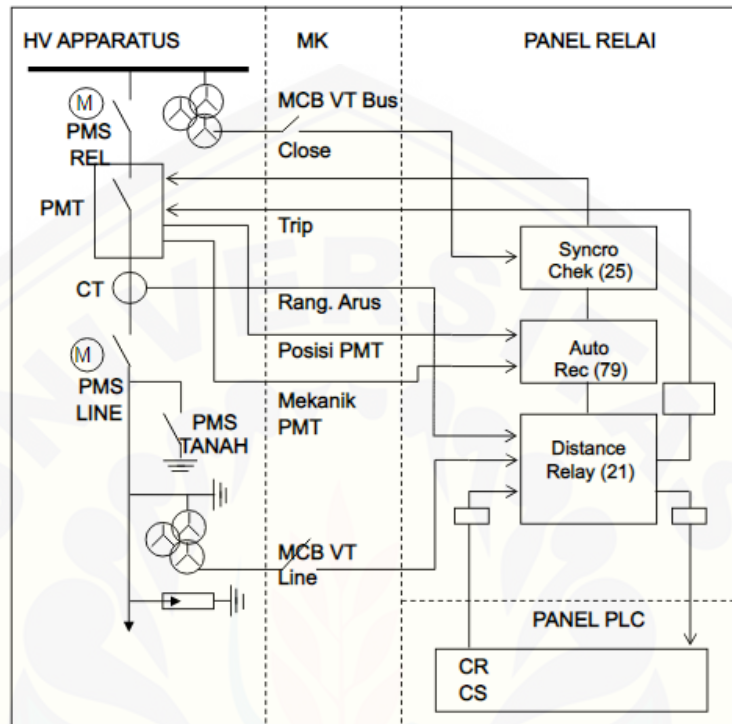 HV APPARATUS
MK
PANEL RELAI
M
PMS
REL
MCB VT Bus
Close
PMT
Trip
Syncro
Chek (25)
CT
Rang. Arus
M
Posisi PMT
Auto
Rec (79)
PMS
LINE
Mekanik
PMT
PMS
TANAH
Distance
Relay (21)
MCB VT
Line
PANEL PLC
CR
CS